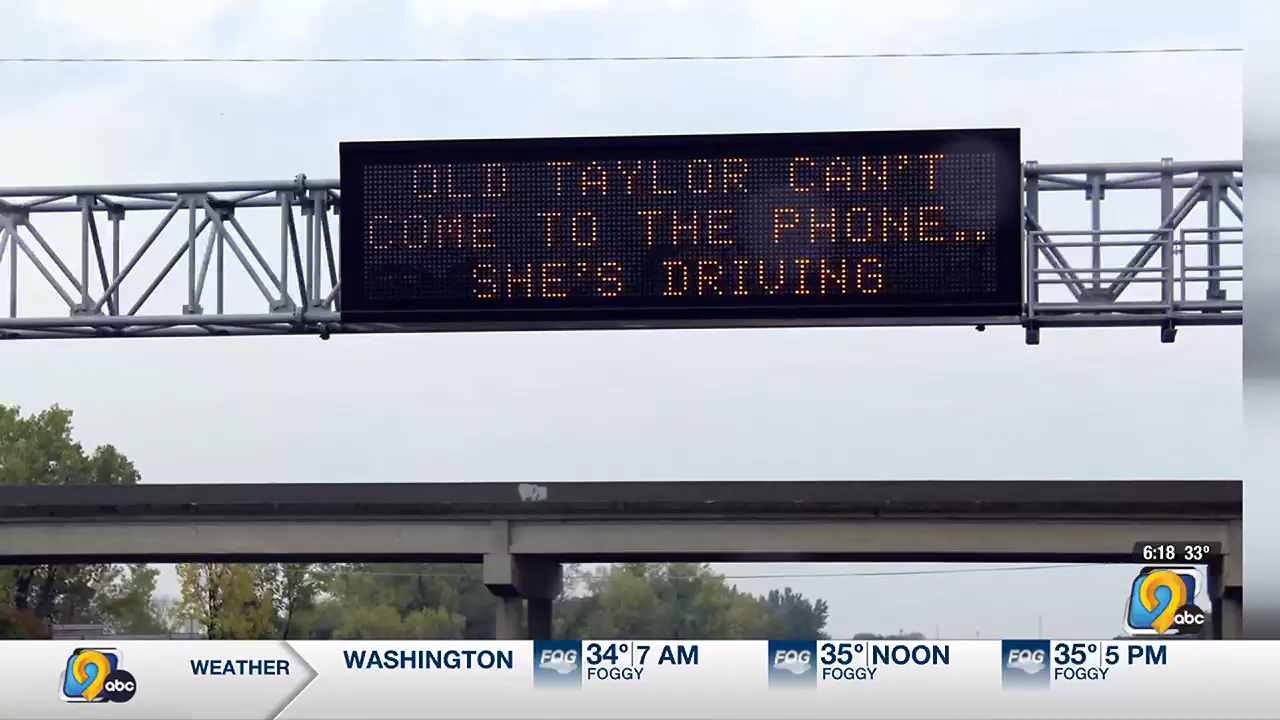 OLD TAYLOR CAN'T
COME TO THE PHONE...
SHE'S DRIVING
6:18 33°
9 abc
9 abc
WEATHER
WASHINGTON
FOG 34° 7 AM
FOGGY
FOG 35° NOON
FOGGY
FOG 35° 5 PM
FOGGY